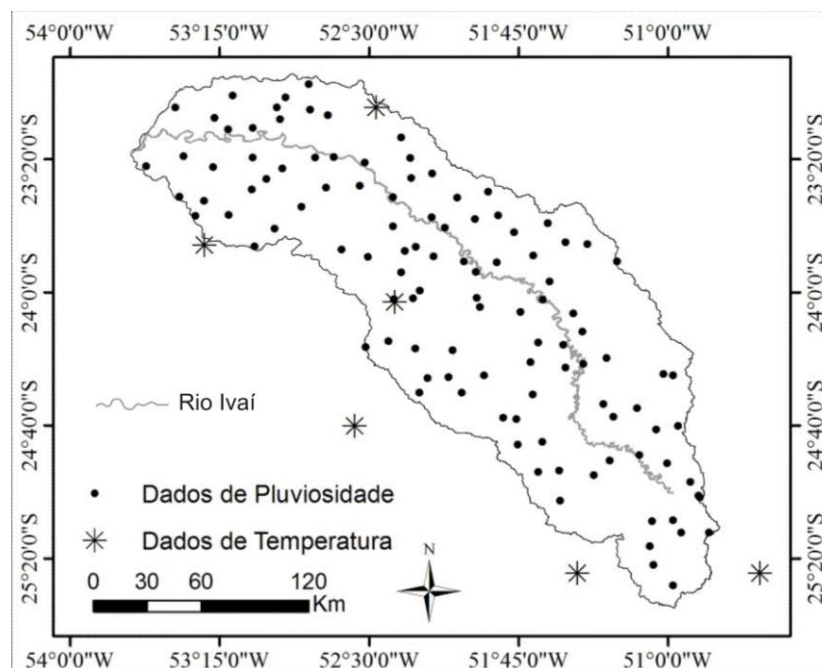 54°0'0"W 53°15'0"W 52°30'0"W 51°45'0"W 51°0'0"W
23°20'0"S 23°20'0"S
24°0'0"S 24°0'0"S
Rio Ivaí
24°40'0"S 24°40'0"S
Dados de Pluviosidade
Dados de Temperatura
N
25°20'0"S 25°20'0"S
0 30 60 120
Km
54°0'0"W 53°15'0"W 52°30'0"W 51°45'0"W 51°0'0"W